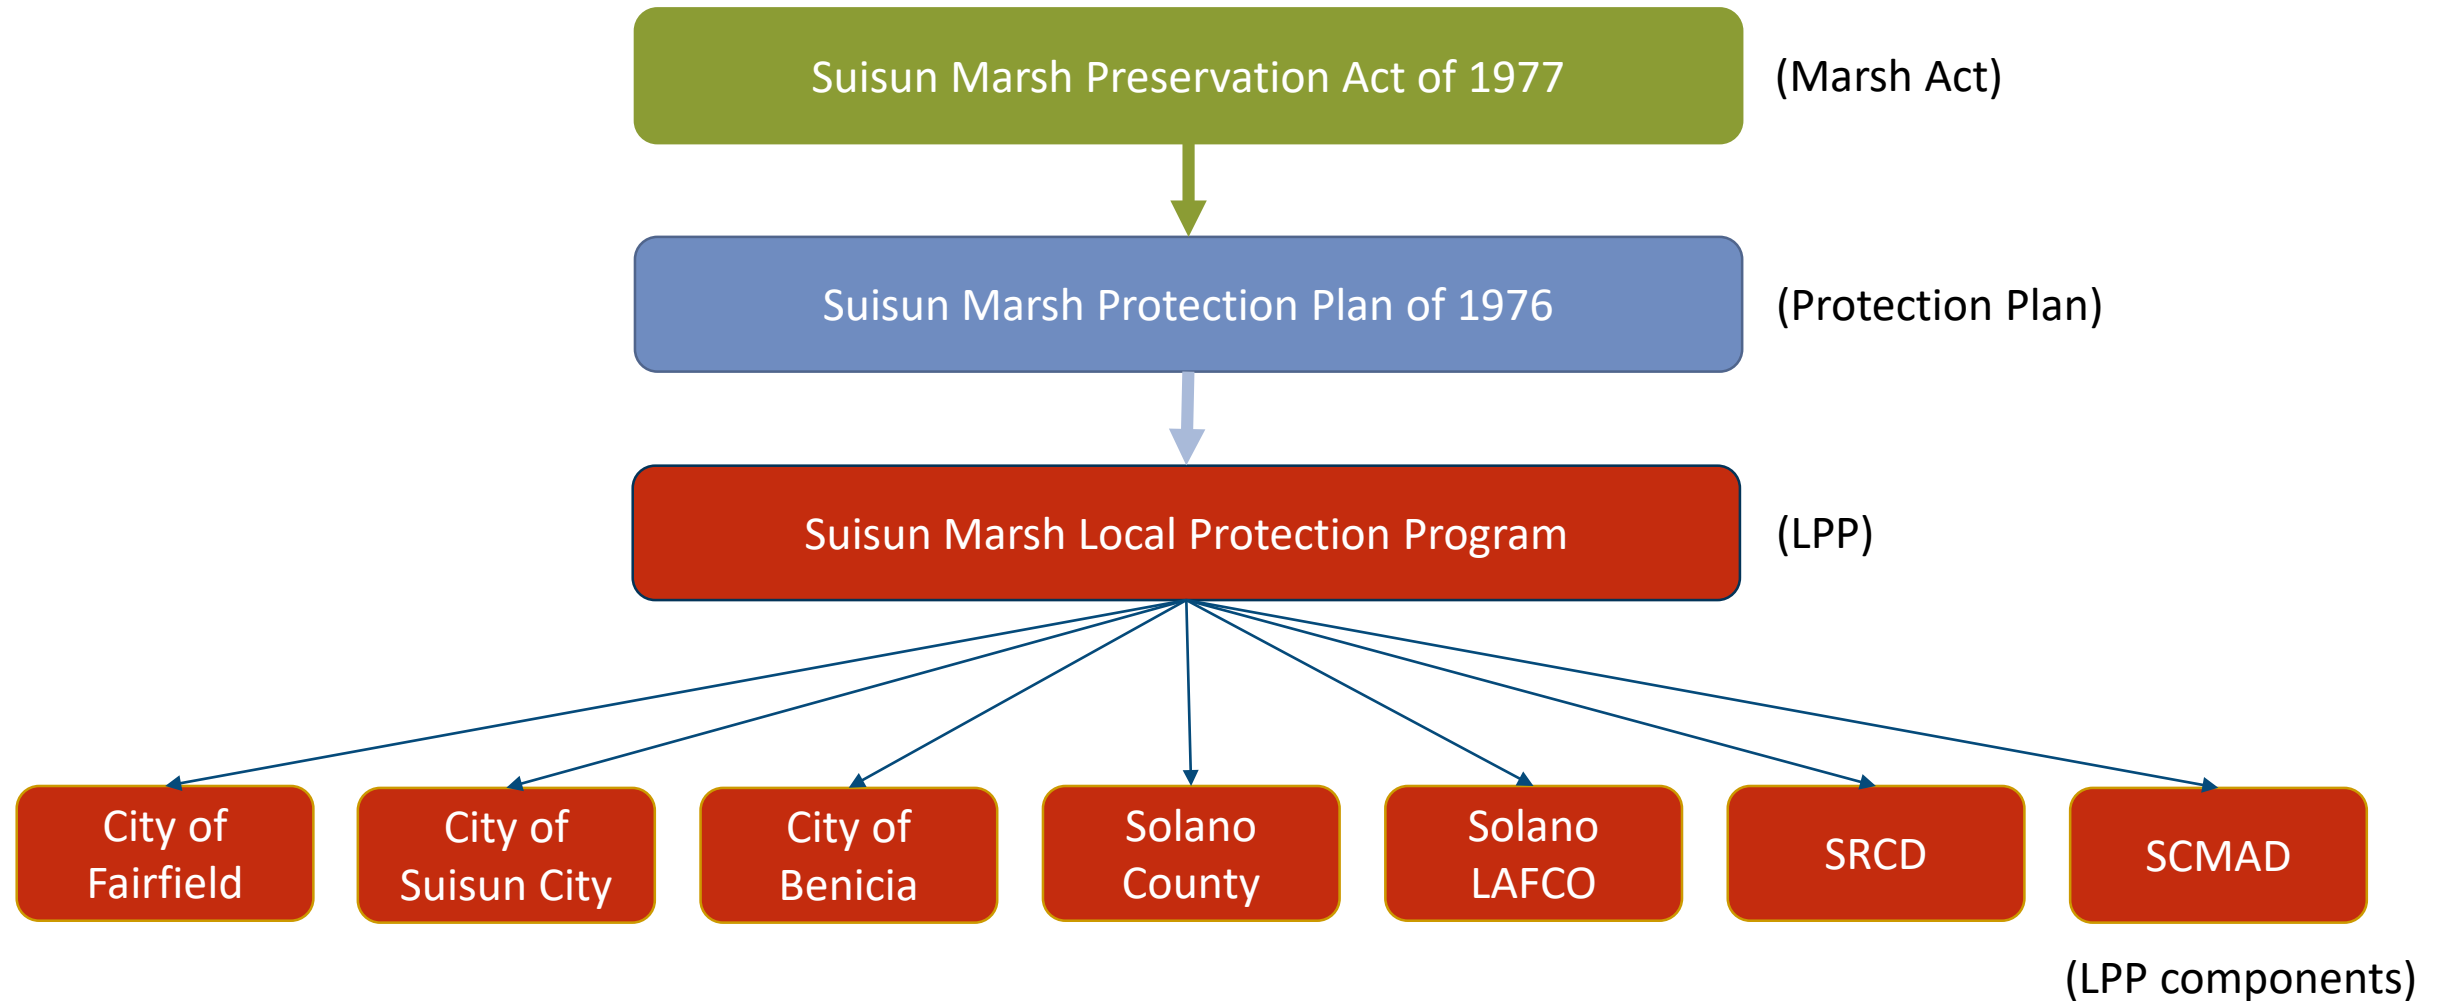 Suisun Marsh Preservation Act of 1977
(Marsh Act)
Suisun Marsh Protection Plan of 1976
(Protection Plan)
Suisun Marsh Local Protection Program
(LPP)
City of
Fairfield
City of
Suisun City
City of
Benicia
Solano
County
Solano
LAFCO
SRCD
SCMAD
(LPP components)